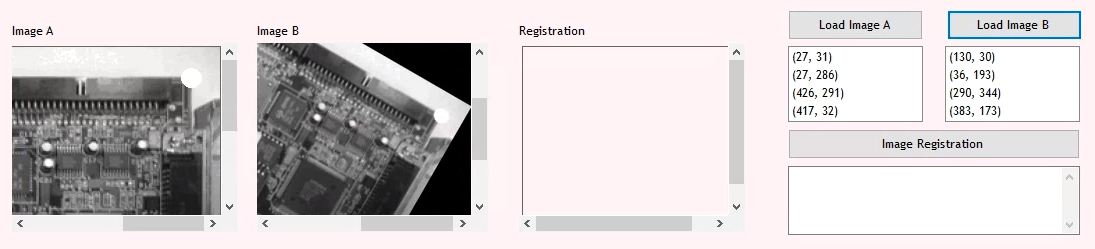 Image A
Image B
Registration
Load Image A
Load Image B
(27, 31)
(27, 286)
(426, 291)
(417, 32)
(130, 30)
(36, 193)
(290, 344)
(383, 173)
Image Registration